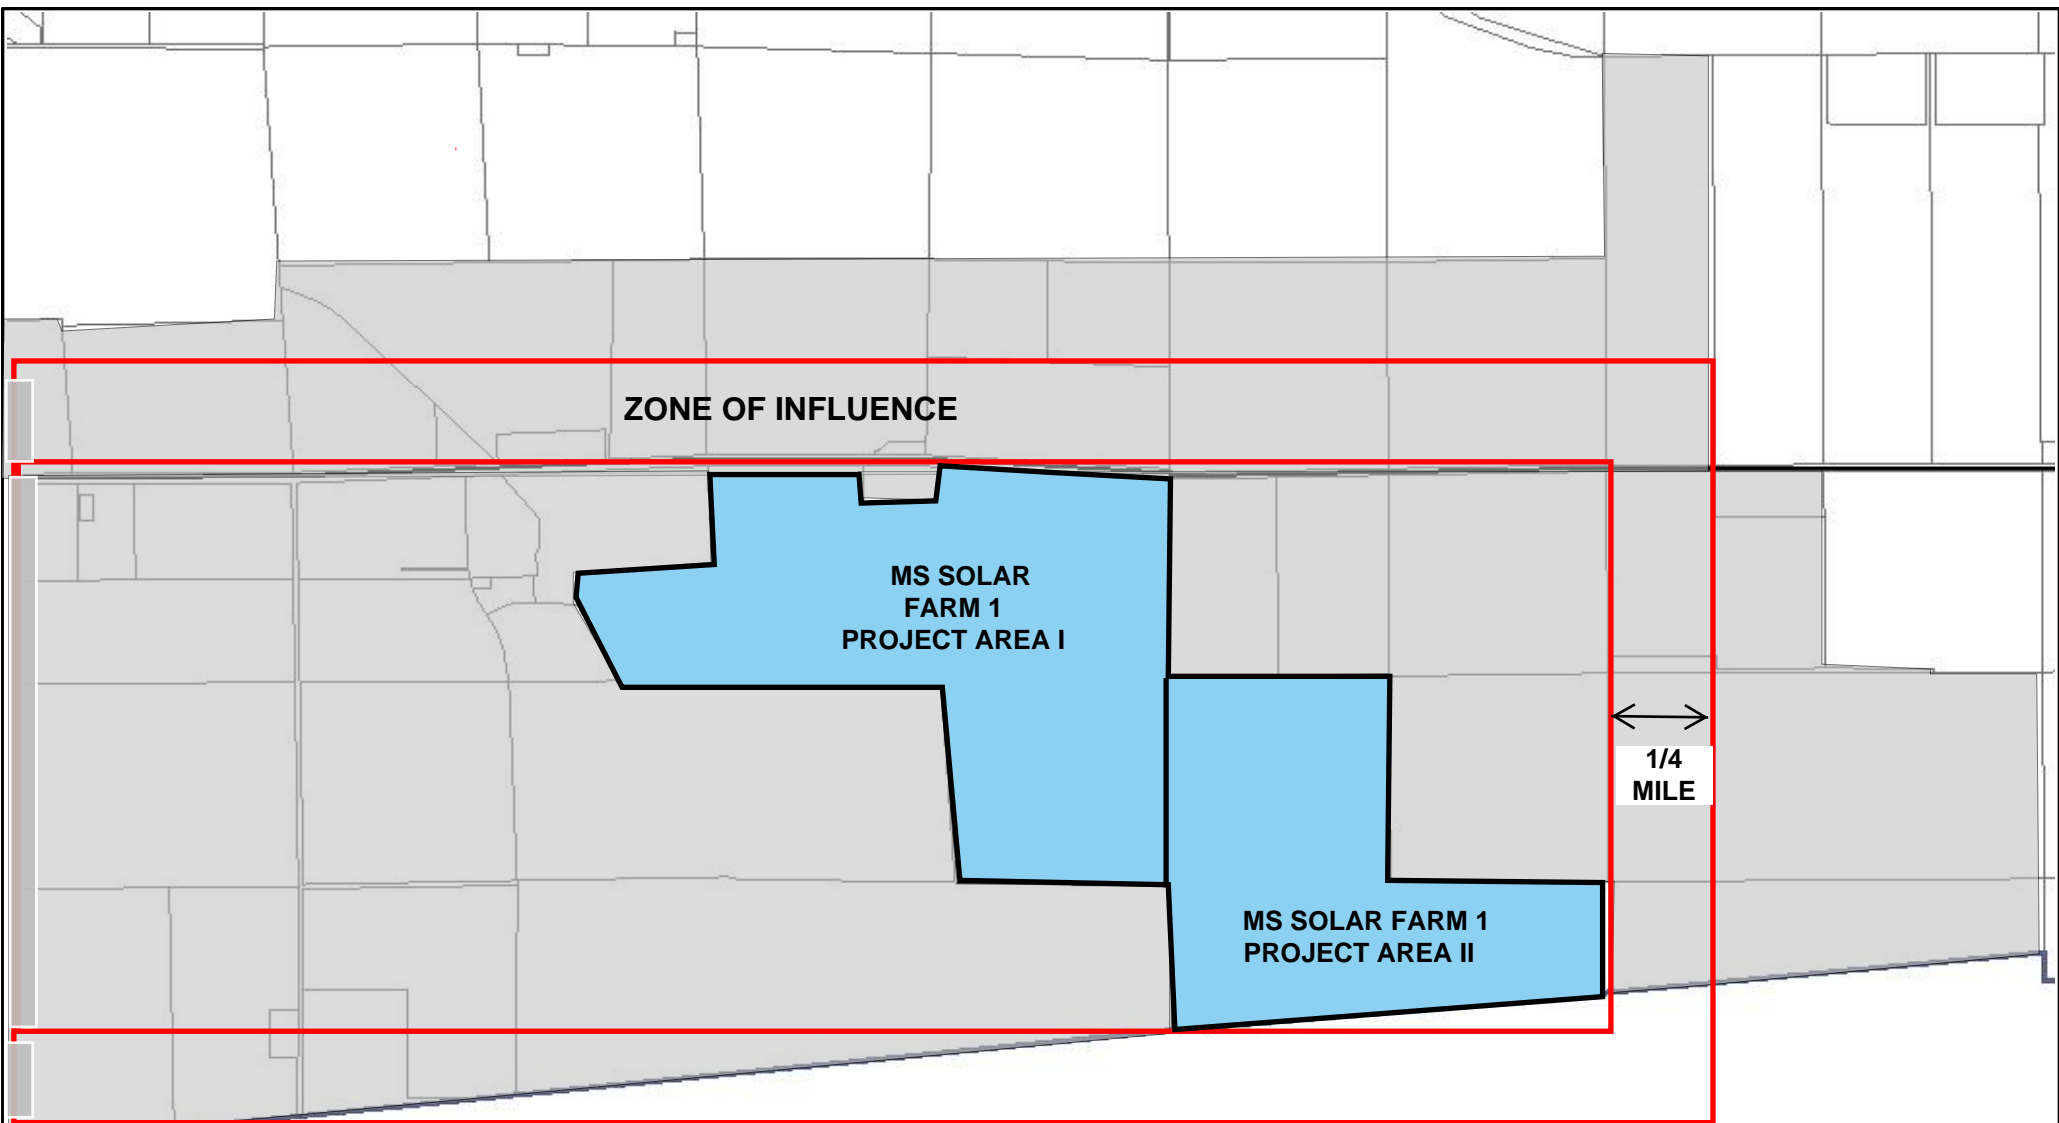 ZONE OF INFLUENCE
MS SOLAR
FARM 1
PROJECT AREA I
1/4
MILE
MS SOLAR FARM 1
PROJECT AREA II